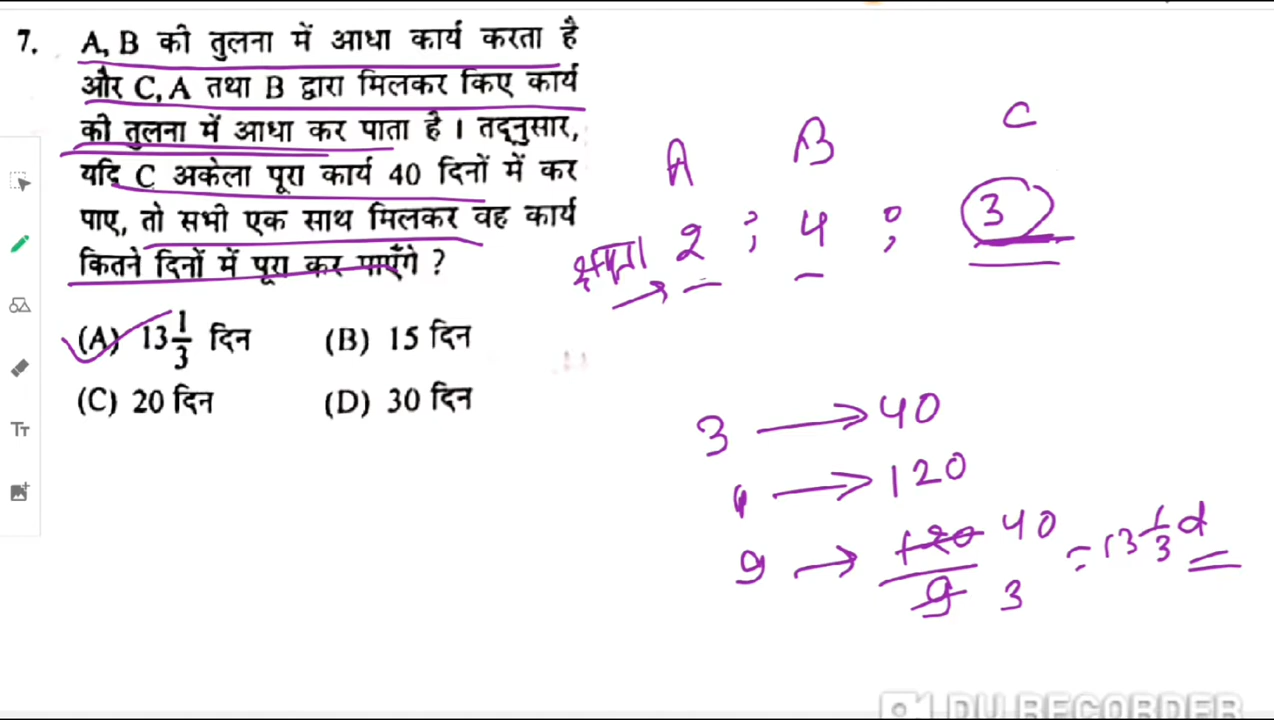 7. A, B की तुलना में आधा कार्य करता है
और C, A तथा B द्वारा मिलकर किए कार्य
की तुलना में आधा कर पाता है । तद्नुसार,
यदि C अकेला पूरा कार्य 40 दिनों में कर
पाए, तो सभी एक साथ मिलकर वह कार्य
कितने दिनों में पूरा कर पाएँगे ?
(A) 13 1/3 दिन (B) 15 दिन
(C) 20 दिन (D) 30 दिन
A B C
2 : 4 : 3
3 → 40
1 → 120
9 → 120/9 40/3 = 13 1/3 d
Tт
DU RECORDER